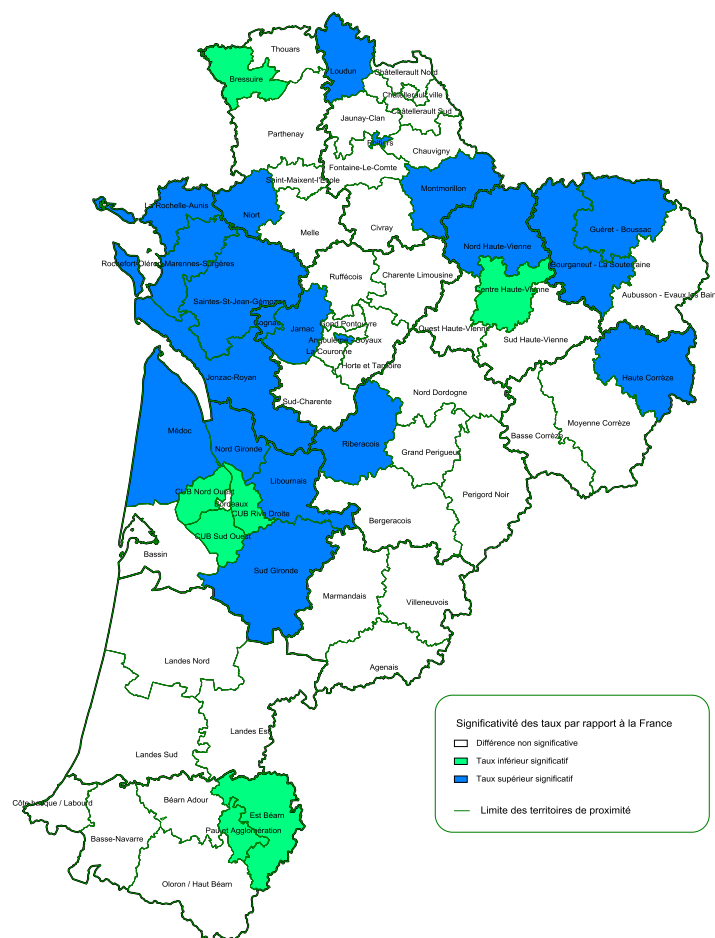 Thouars
Loudun
Châtellerault Nord
Bressuire
Châtellerault ville
Châtellerault Sud
Jaunay-Clan
Parthenay
Poitiers
Chauvigny
Fontaine-Le-Comte
Saint-Maixent-l'Ecole
Montmorillon
La Rochelle-Aunis
Niort
Melle
Civray
Guéret - Boussac
Nord Haute-Vienne
Rochefort-Oléron-Marennes-Surgères
Bourganeuf - La Souterraine
Ruffécois
Charente Limousine
Centre Haute-Vienne
Aubusson - Evaux les Bains
Saintes-St-Jean-Gémozac
Cognac
Jarnac
Gond Pontouvre
Ouest Haute-Vienne
Angoulême
Soyaux
Sud Haute-Vienne
La Couronne
Horte et Tardoire
Jonzac-Royan
Haute Corrèze
Nord Dordogne
Sud-Charente
Moyenne Corrèze
Médoc
Basse Corrèze
Riberacois
Nord Gironde
Grand Perigueux
Libournais
CUB Nord Ouest
Perigord Noir
Bordeaux
CUB Rive Droite
Bergeracois
CUB Sud Ouest
Bassin
Sud Gironde
Marmandais
Villeneuvois
Landes Nord
Agenais
Landes Est
Landes Sud
Côte basque / Labourd
Béarn Adour
Est Béarn
Pau et Agglomération
Basse-Navarre
Oloron / Haut Béarn
Significativité des taux par rapport à la France
Différence non significative
Taux inférieur significatif
Taux supérieur significatif
Limite des territoires de proximité